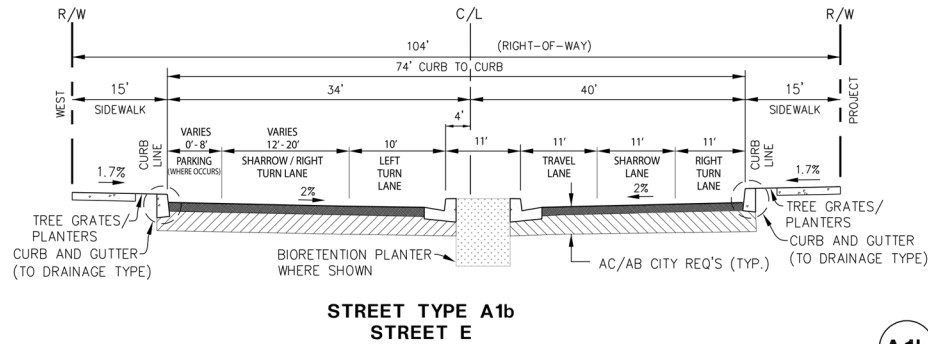 R/W
C/L
R/W
104' (RIGHT-OF-WAY)
74' CURB TO CURB
15'
34'
40'
15'
WEST
SIDEWALK
SIDEWALK
PROJECT
4'
CURB LINE
VARIES
0'- 8'
PARKING
(WHERE OCCURS)
VARIES
12'- 20'
SHARROW / RIGHT
TURN LANE
10'
LEFT
TURN
LANE
11'
11'
TRAVEL
LANE
11'
SHARROW
LANE
11'
RIGHT
TURN
LANE
CURB LINE
1.7%
2%
2%
1.7%
TREE GRATES/
PLANTERS
CURB AND GUTTER
(TO DRAINAGE TYPE)
BIORETENTION PLANTER
WHERE SHOWN
AC/AB CITY REQ'S (TYP.)
TREE GRATES/
PLANTERS
CURB AND GUTTER
(TO DRAINAGE TYPE)
STREET TYPE A1b
STREET E